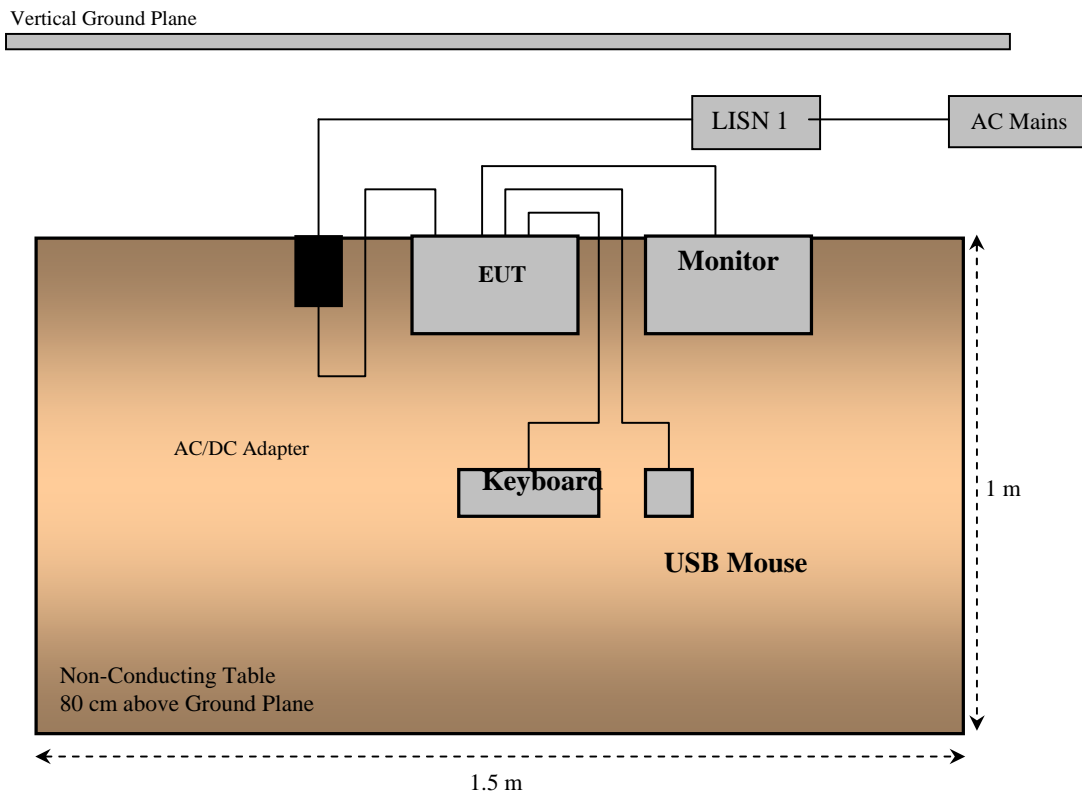 Vertical Ground Plane
LISN 1
AC Mains
EUT
Monitor
AC/DC Adapter
Keyboard
1 m
USB Mouse
Non-Conducting Table
80 cm above Ground Plane
1.5 m